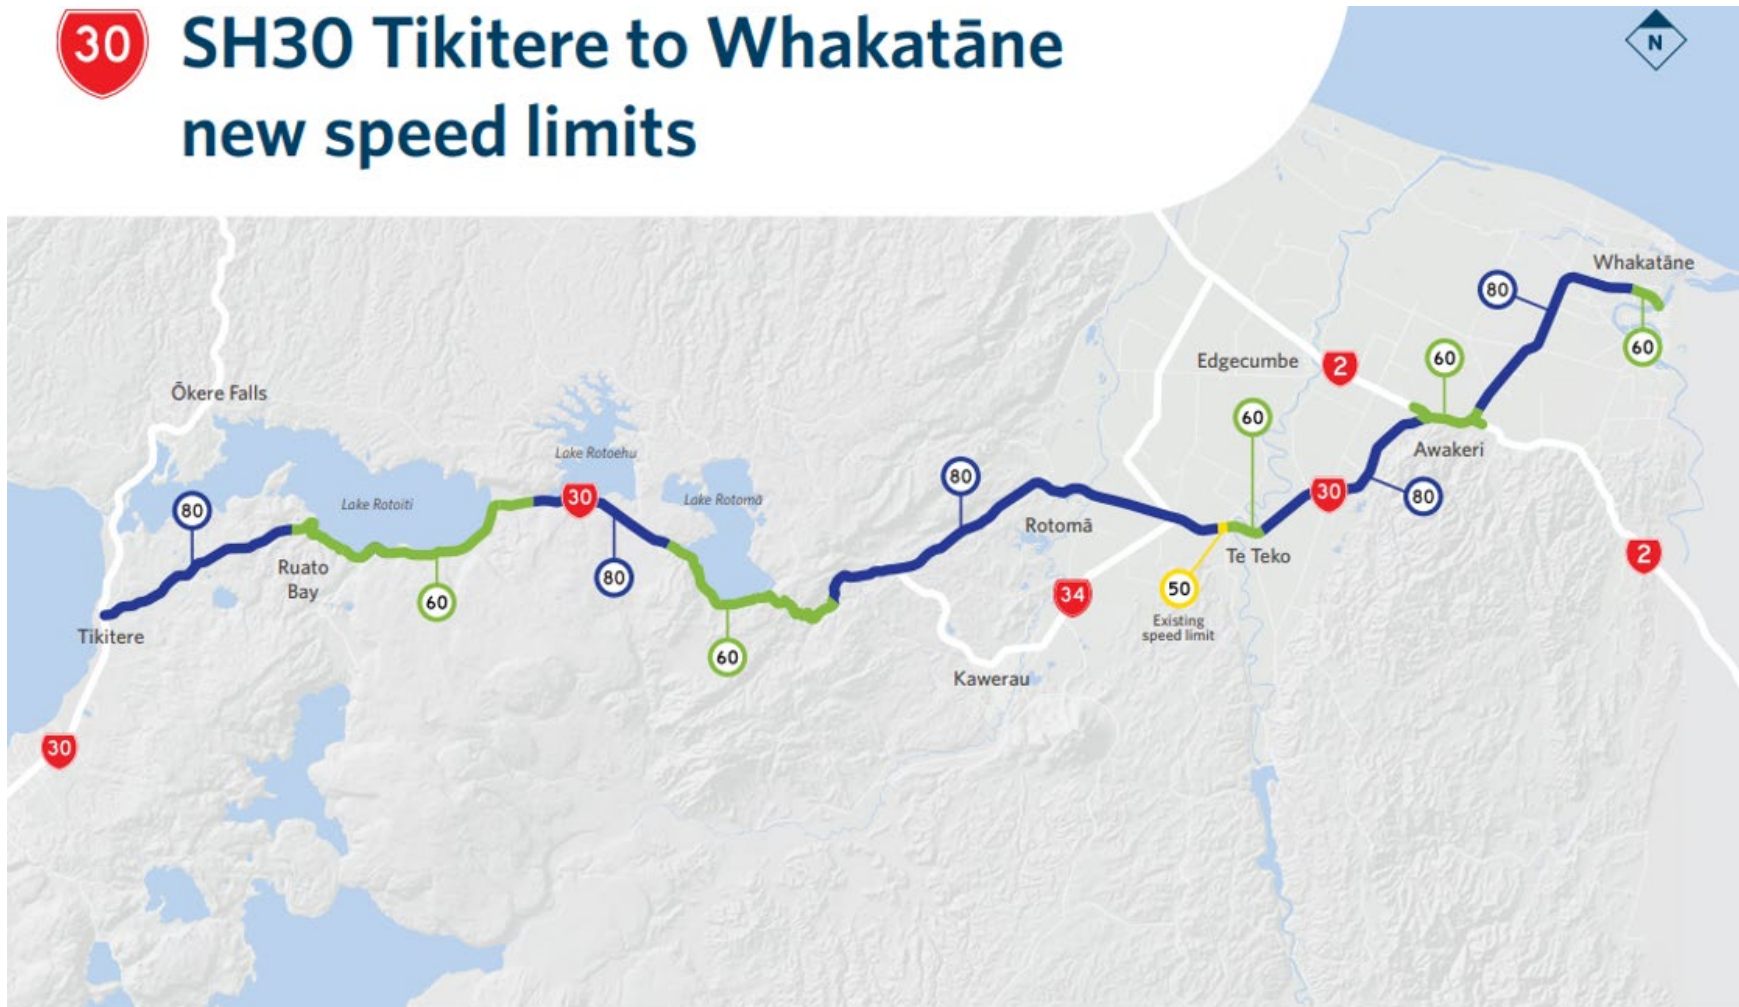 30
SH30 Tikitere to Whakatāne
new speed limits
N
Whakatāne
80
60
Edgecumbe
2
60
Ōkere Falls
60
Awakeri
Lake Rotoehu
80
30
80
Lake Rotoiti
Lake Rotomā
80
30
Rotomā
Te Teko
2
Ruato
Bay
80
50
Existing
speed limit
60
34
Tikitere
60
Kawerau
30